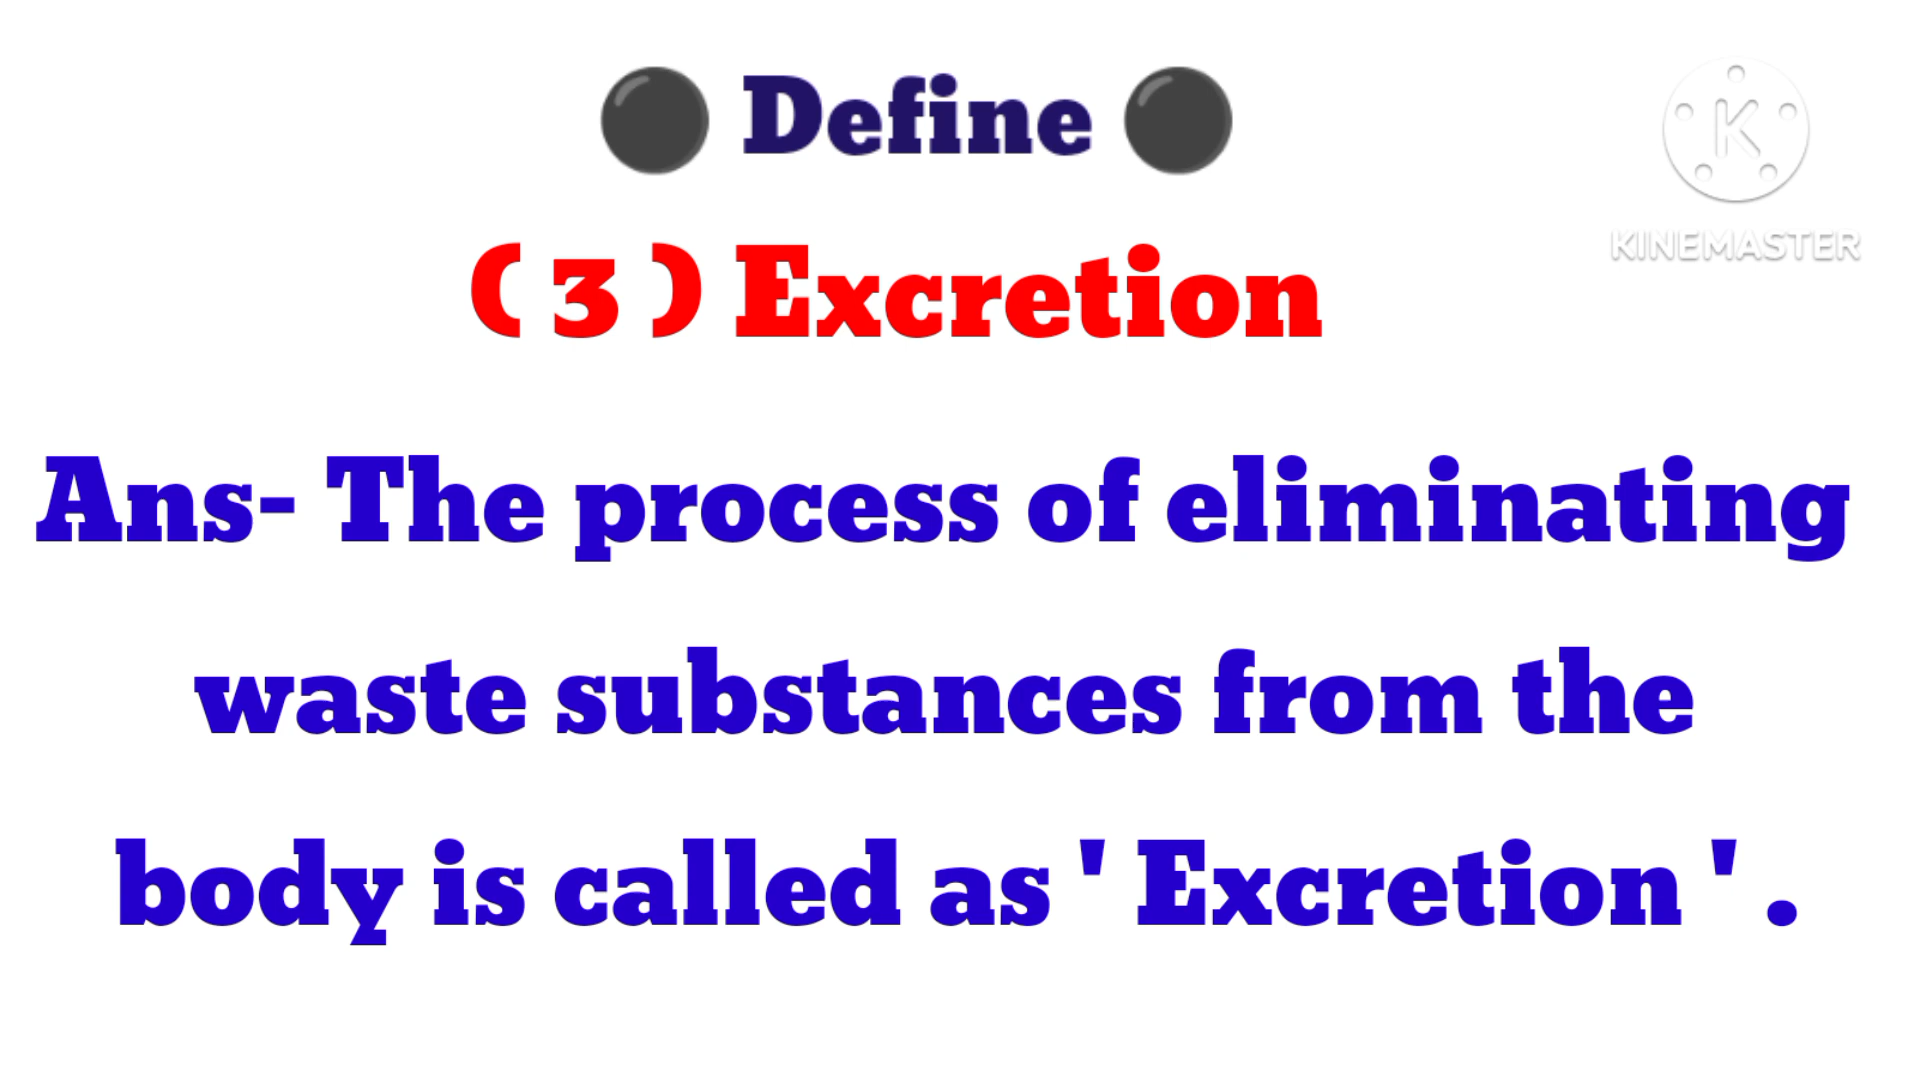 ⚫ Define ⚫
( 3 ) Excretion
Ans- The process of eliminating
waste substances from the
body is called as ' Excretion ' .
K
KINEMASTER